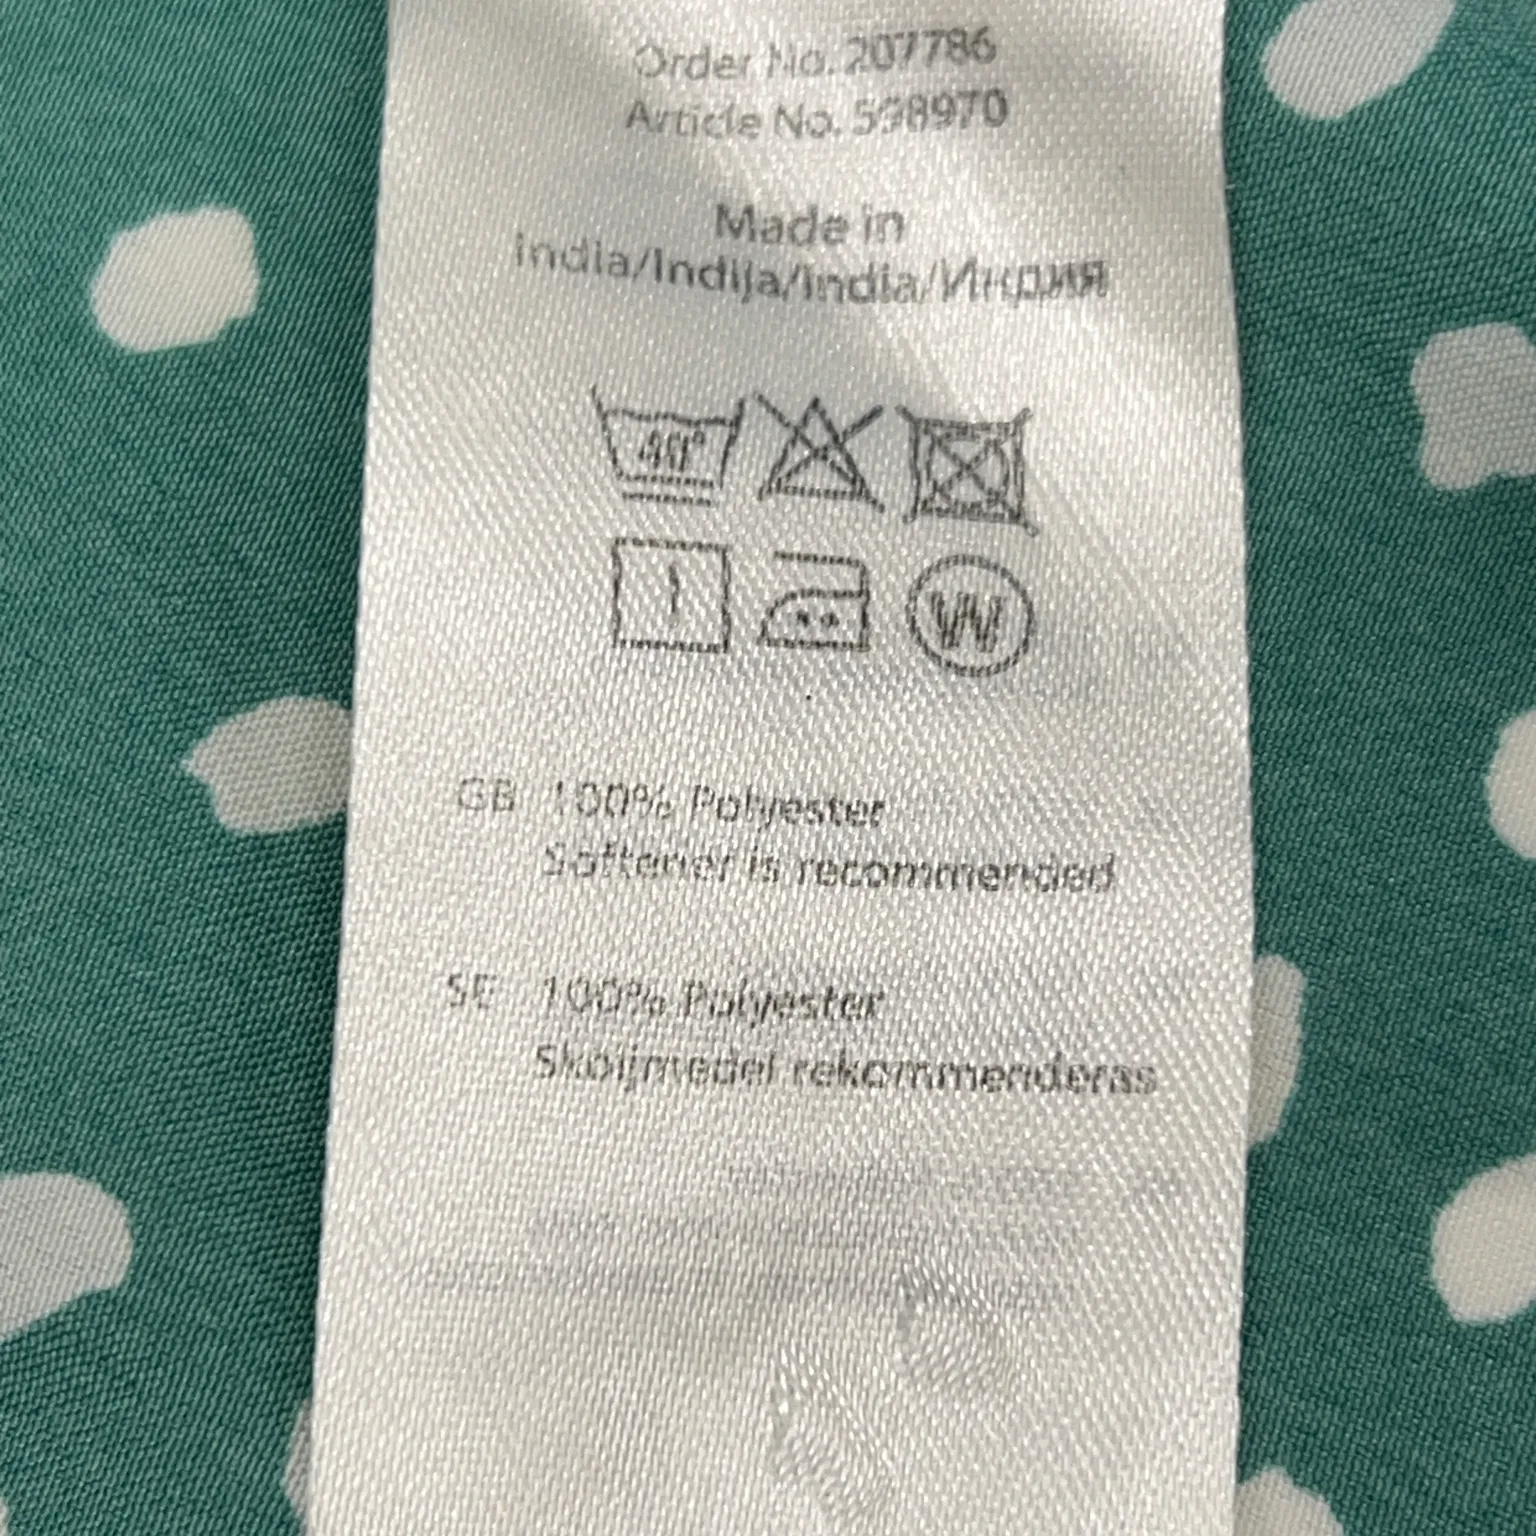 Order No. 207786
Article No. 598970
Made in
India/Indija/India/Индия
40°
W
GB 100% Polyester
Softener is recommended
SE 100% Polyester
Sköljmedel rekommenderas